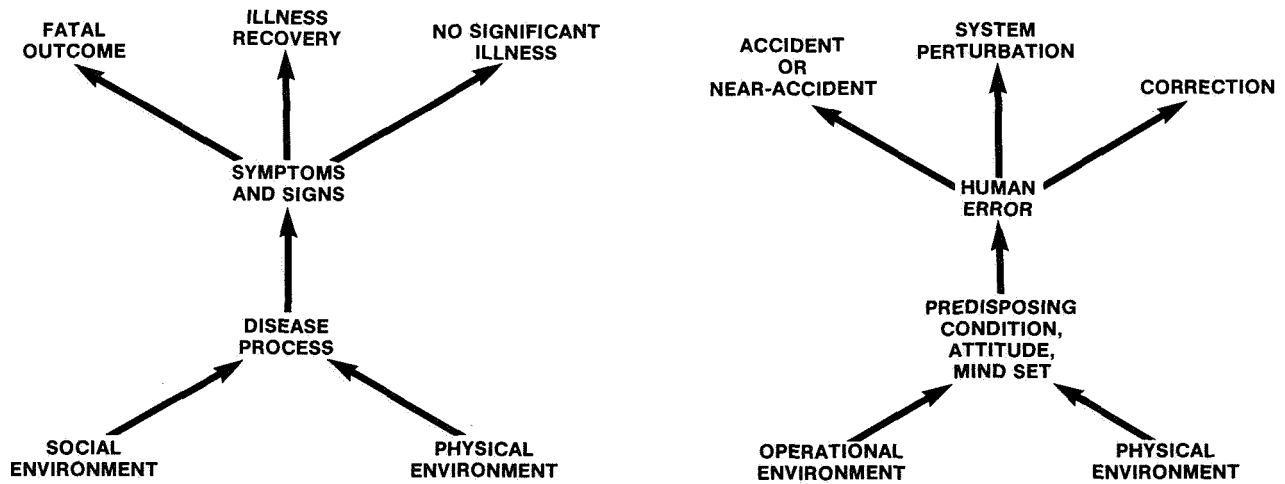 FATAL
OUTCOME
ILLNESS
RECOVERY
NO SIGNIFICANT
ILLNESS
SYMPTOMS
AND SIGNS
DISEASE
PROCESS
SOCIAL
ENVIRONMENT
PHYSICAL
ENVIRONMENT
ACCIDENT
OR
NEAR-ACCIDENT
SYSTEM
PERTURBATION
CORRECTION
HUMAN
ERROR
PREDISPOSING
CONDITION,
ATTITUDE,
MIND SET
OPERATIONAL
ENVIRONMENT
PHYSICAL
ENVIRONMENT